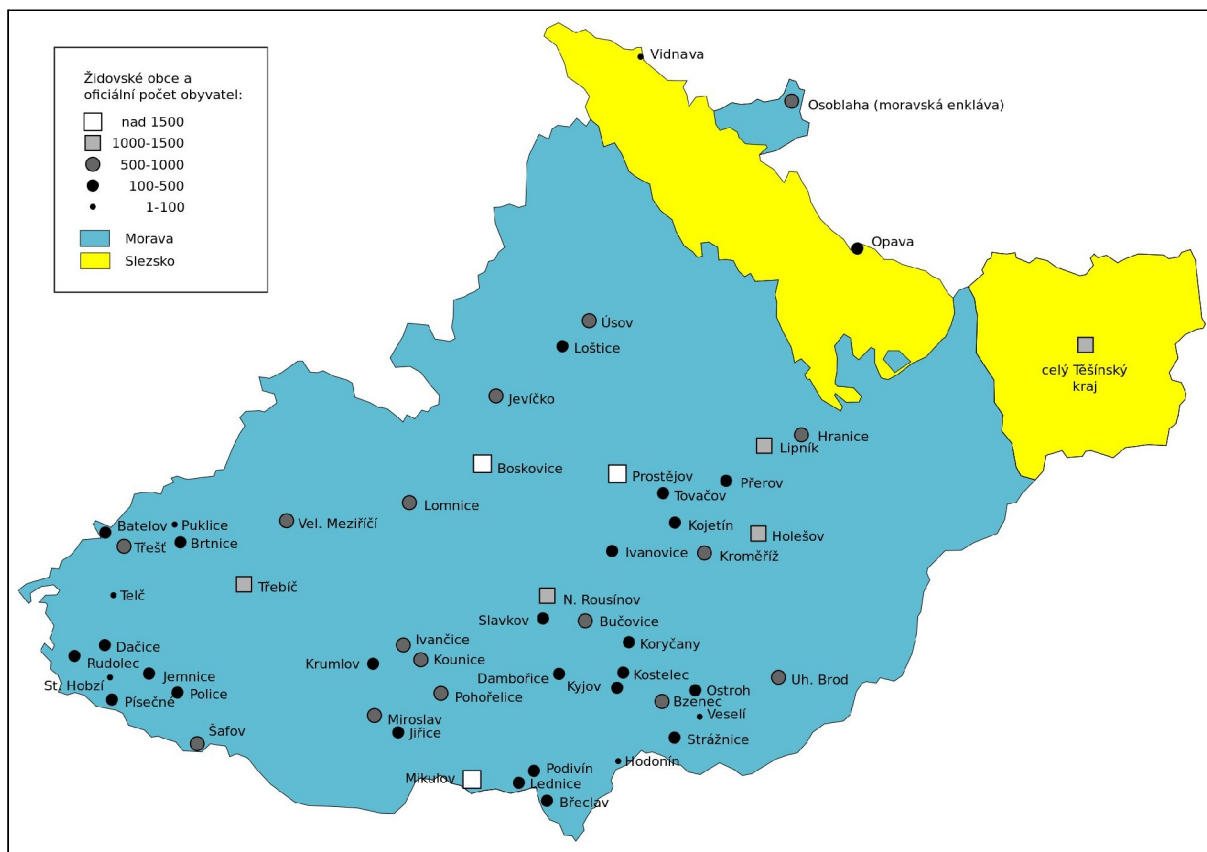 Židovské obce a
oficiální počet obyvatel:
nad 1500
1000-1500
500-1000
100-500
1-100
Morava
Slezsko
Vidnava
Osoblaha (moravská enkláva)
Opava
Úsov
Loštice
celý Těšínský
kraj
Jevíčko
Hranice
Lipník
Boskovice
Prostějov
Přerov
Tovačov
Lomnice
Vel. Meziříčí
Puklice
Batelov
Kojetín
Holešov
Třešť
Brtnice
Ivanovice
Kroměříž
Třebíč
Telč
N. Rousínov
Slavkov
Bučovice
Dačice
Ivančice
Koryčany
Rudolec
Krumlov
Kounice
St. Hobzí
Jemnice
Dambořice
Kostelec
Kyjov
Uh. Brod
Písečné
Police
Pohořelice
Ostroh
Bzenec
Veselí
Miroslav
Šafov
Jiřice
Strážnice
Hodonín
Podivín
Mikulov
Lednice
Břeclav